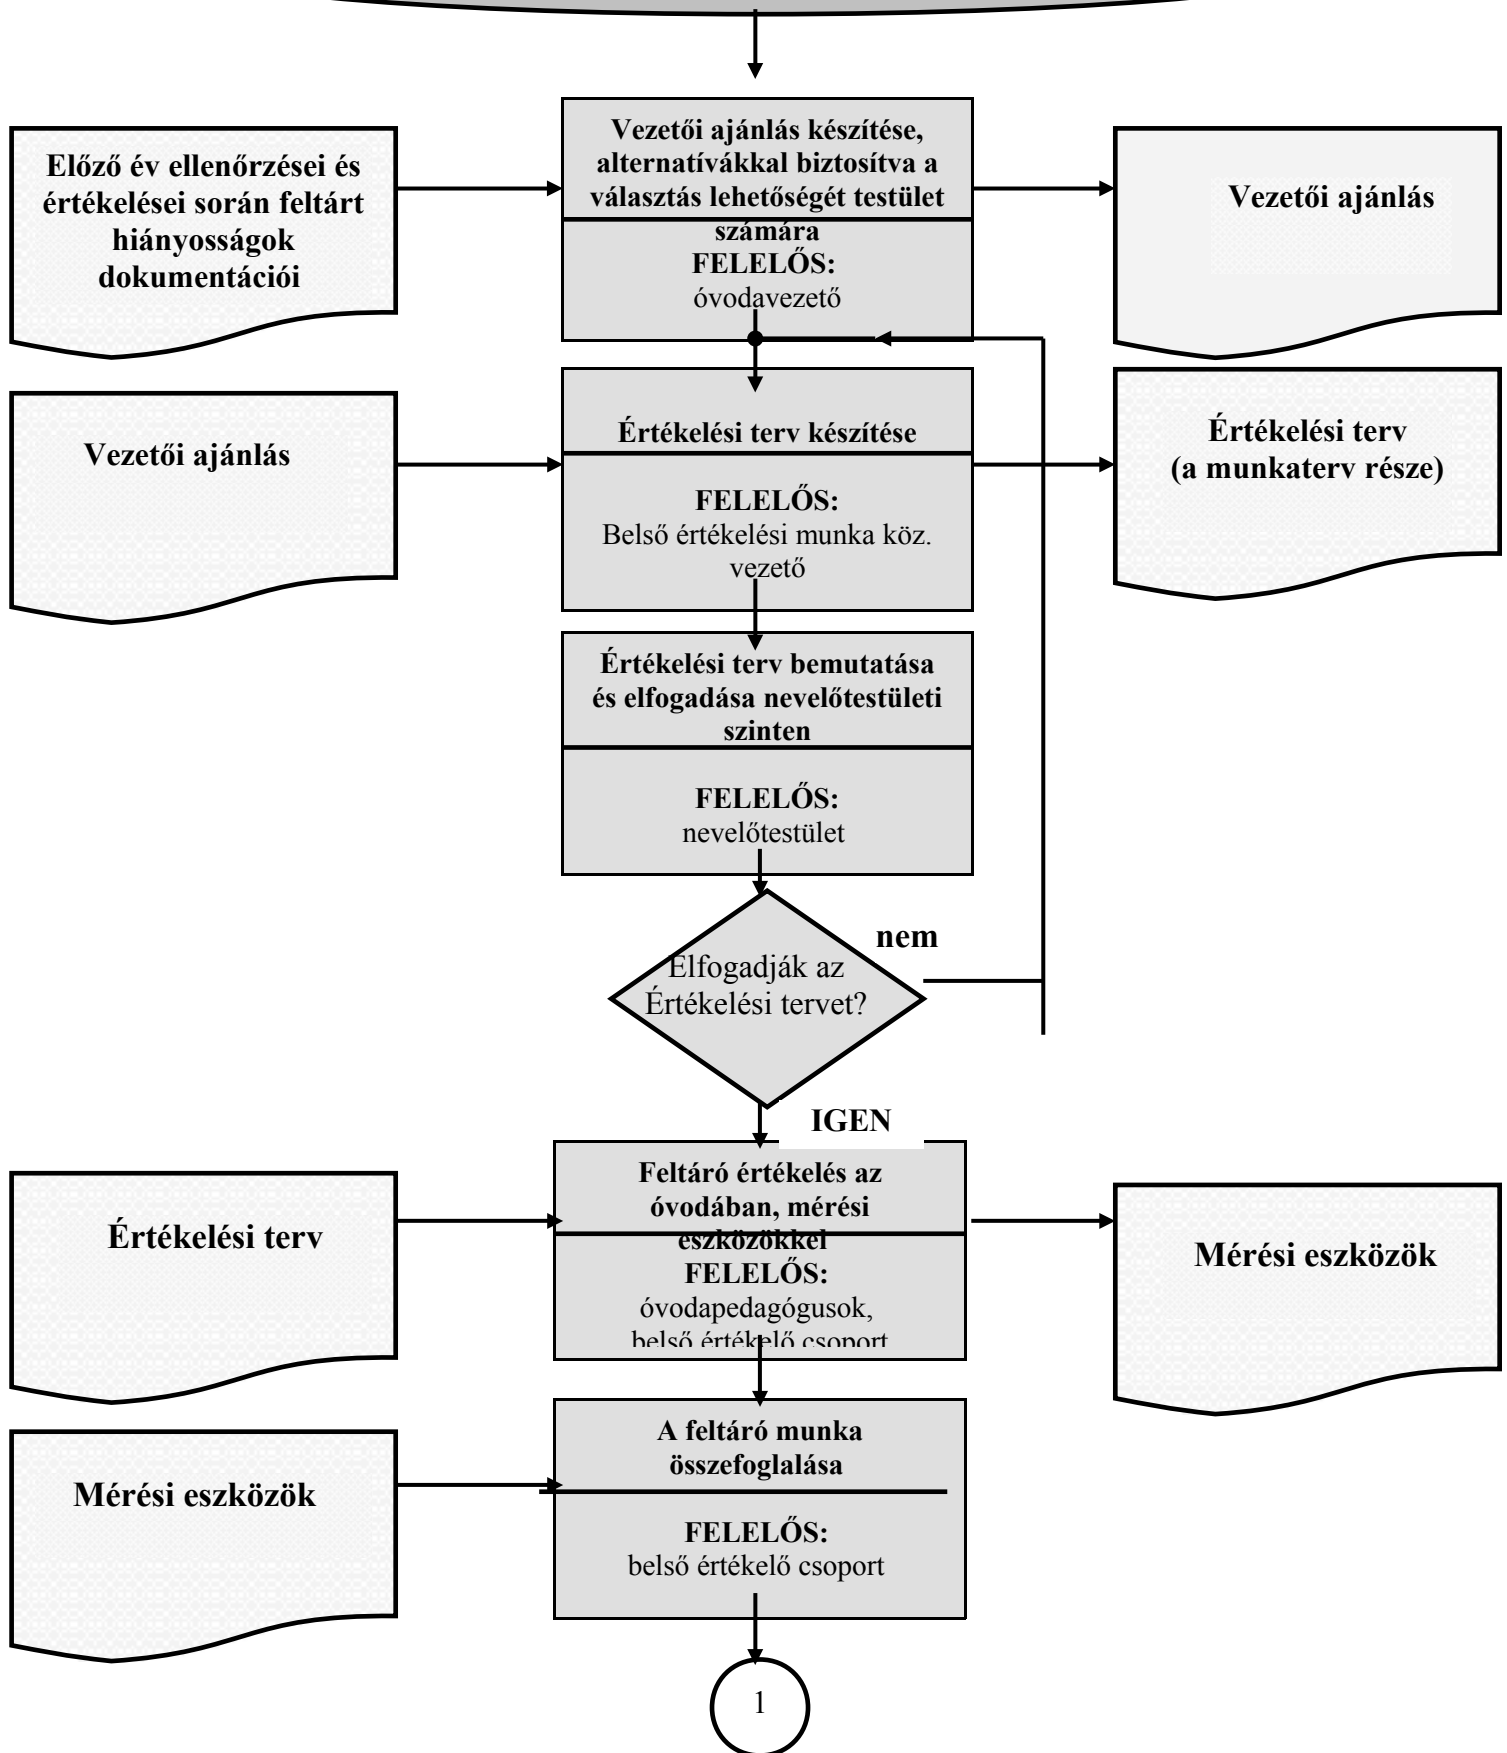 Előző év ellenőrzései és
értékelései során feltárt
hiányosságok
dokumentációi
Vezetői ajánlás készítése,
alternatívákkal biztosítva a
választás lehetőségét testület
számára
FELELŐS:
óvodavezető
Vezetői ajánlás
Vezetői ajánlás
Értékelési terv készítése
FELELŐS:
Belső értékelési munka köz.
vezető
Értékelési terv
(a munkaterv része)
Értékelési terv bemutatása
és elfogadása nevelőtestületi
szinten
FELELŐS:
nevelőtestület
Elfogadják az
Értékelési tervet?
nem
IGEN
Értékelési terv
Feltáró értékelés az
óvodában, mérési
eszközökkel
FELELŐS:
óvodapedagógusok,
belső értékelő csoport
Mérési eszközök
Mérési eszközök
A feltáró munka
összefoglalása
FELELŐS:
belső értékelő csoport
1